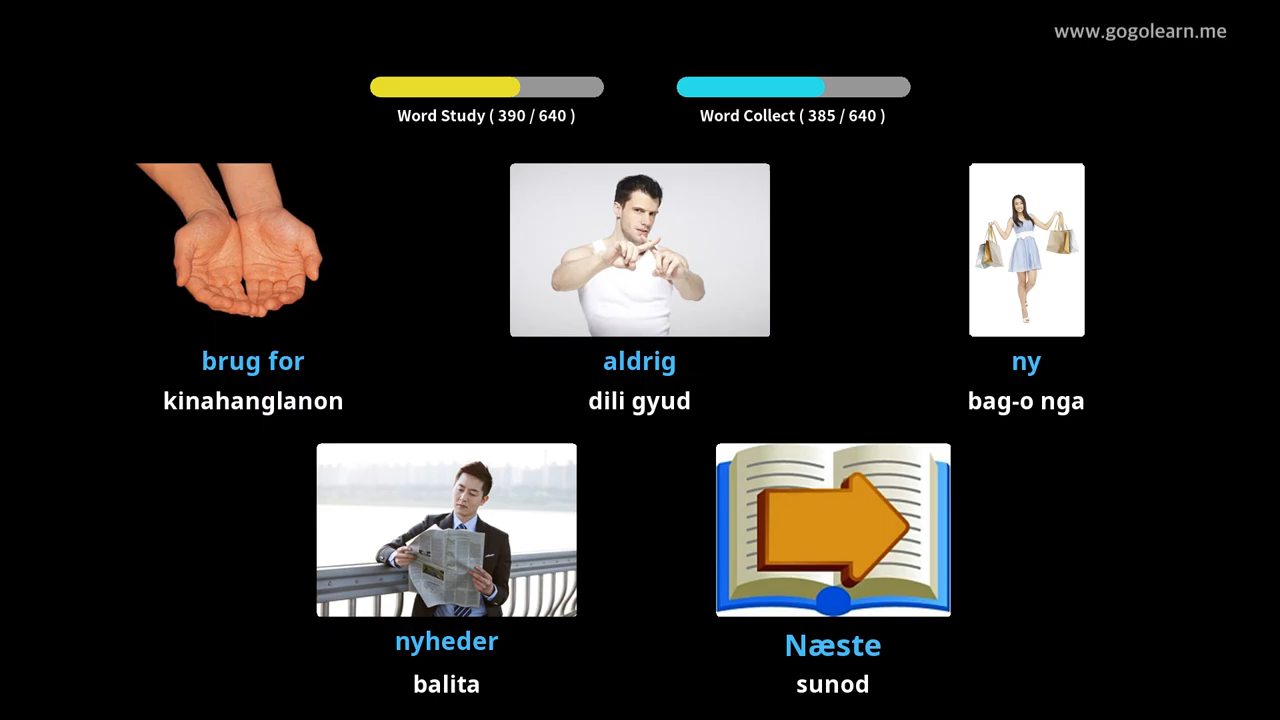 www.gogolearn.me
Word Study ( 390 / 640 )
Word Collect ( 385 / 640 )
brug for
kinahanglanon
aldrig
dili gyud
ny
bag-o nga
nyheder
balita
Næste
sunod